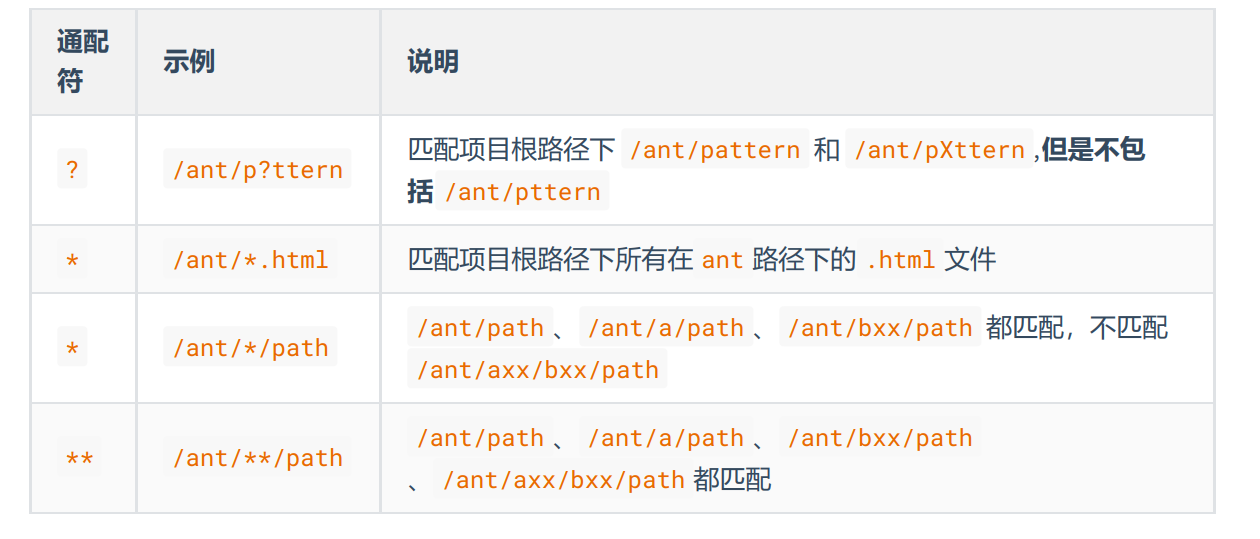 通配
符
示例
说明
?
/ant/p?ttern
匹配项目根路径下 /ant/pattern 和 /ant/pXttern ,但是不包
括 /ant/pttern
*
/ant/*.html
匹配项目根路径下所有在 ant 路径下的 .html 文件
*
/ant/*/path
/ant/path 、 /ant/a/path 、 /ant/bxx/path 都匹配，不匹配
/ant/axx/bxx/path
**
/ant/**/path
/ant/path 、 /ant/a/path 、 /ant/bxx/path
、 /ant/axx/bxx/path 都匹配